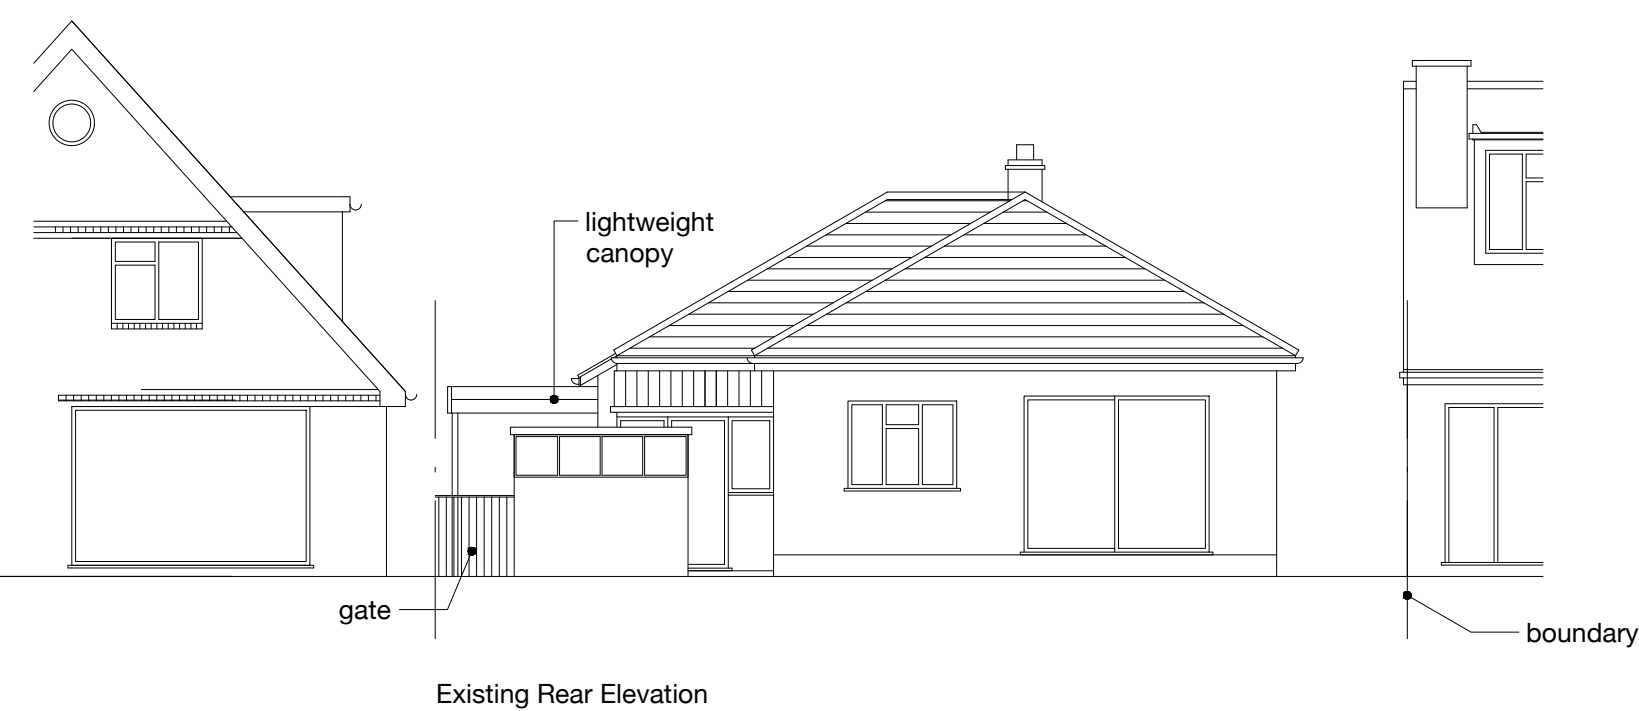 lightweight
canopy
gate
boundary
Existing Rear Elevation